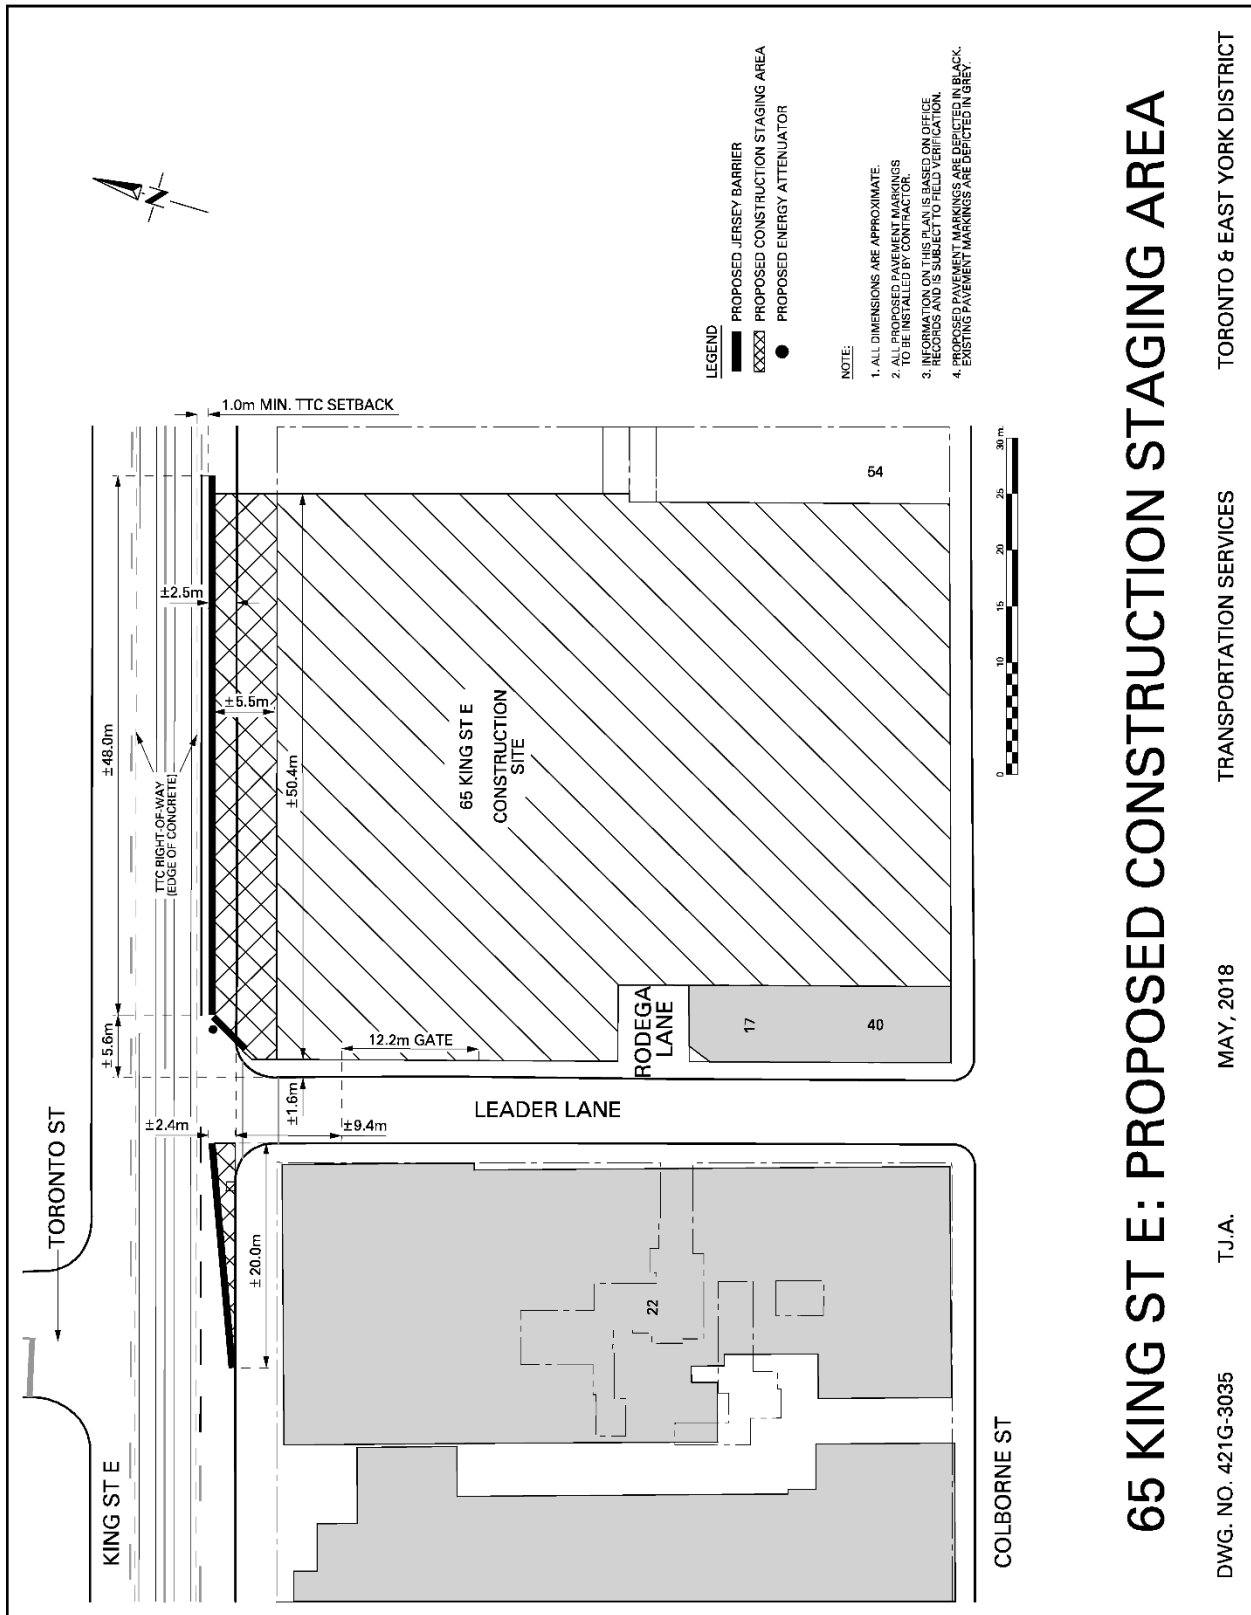 TORONTO ST
KING ST E
±48.0m
±5.6m
TTC RIGHT-OF-WAY
(EDGE OF CONCRETE)
1.0m MIN. TTC SETBACK
±2.5m
±5.5m
±50.4m
±2.4m
±1.6m
±9.4m
±20.0m
12.2m GATE
65 KING ST E
CONSTRUCTION
SITE
LEADER LANE
RODEGA
LANE
17
40
54
22
COLBORNE ST
N
LEGEND
PROPOSED JERSEY BARRIER
PROPOSED CONSTRUCTION STAGING AREA
PROPOSED ENERGY ATTENUATOR
NOTE:
1. ALL DIMENSIONS ARE APPROXIMATE.
2. ALL PROPOSED PAVEMENT MARKINGS
TO BE INSTALLED BY CONTRACTOR.
3. INFORMATION ON THIS PLAN IS BASED ON OFFICE
RECORDS AND IS SUBJECT TO FIELD VERIFICATION.
4. PROPOSED PAVEMENT MARKINGS ARE DEPICTED IN BLACK.
EXISTING PAVEMENT MARKINGS ARE DEPICTED IN GREY.
0 10 15 20 25 30 m.
65 KING ST E: PROPOSED CONSTRUCTION STAGING AREA
DWG. NO. 421G-3035 T.J.A. MAY, 2018 TRANSPORTATION SERVICES TORONTO & EAST YORK DISTRICT